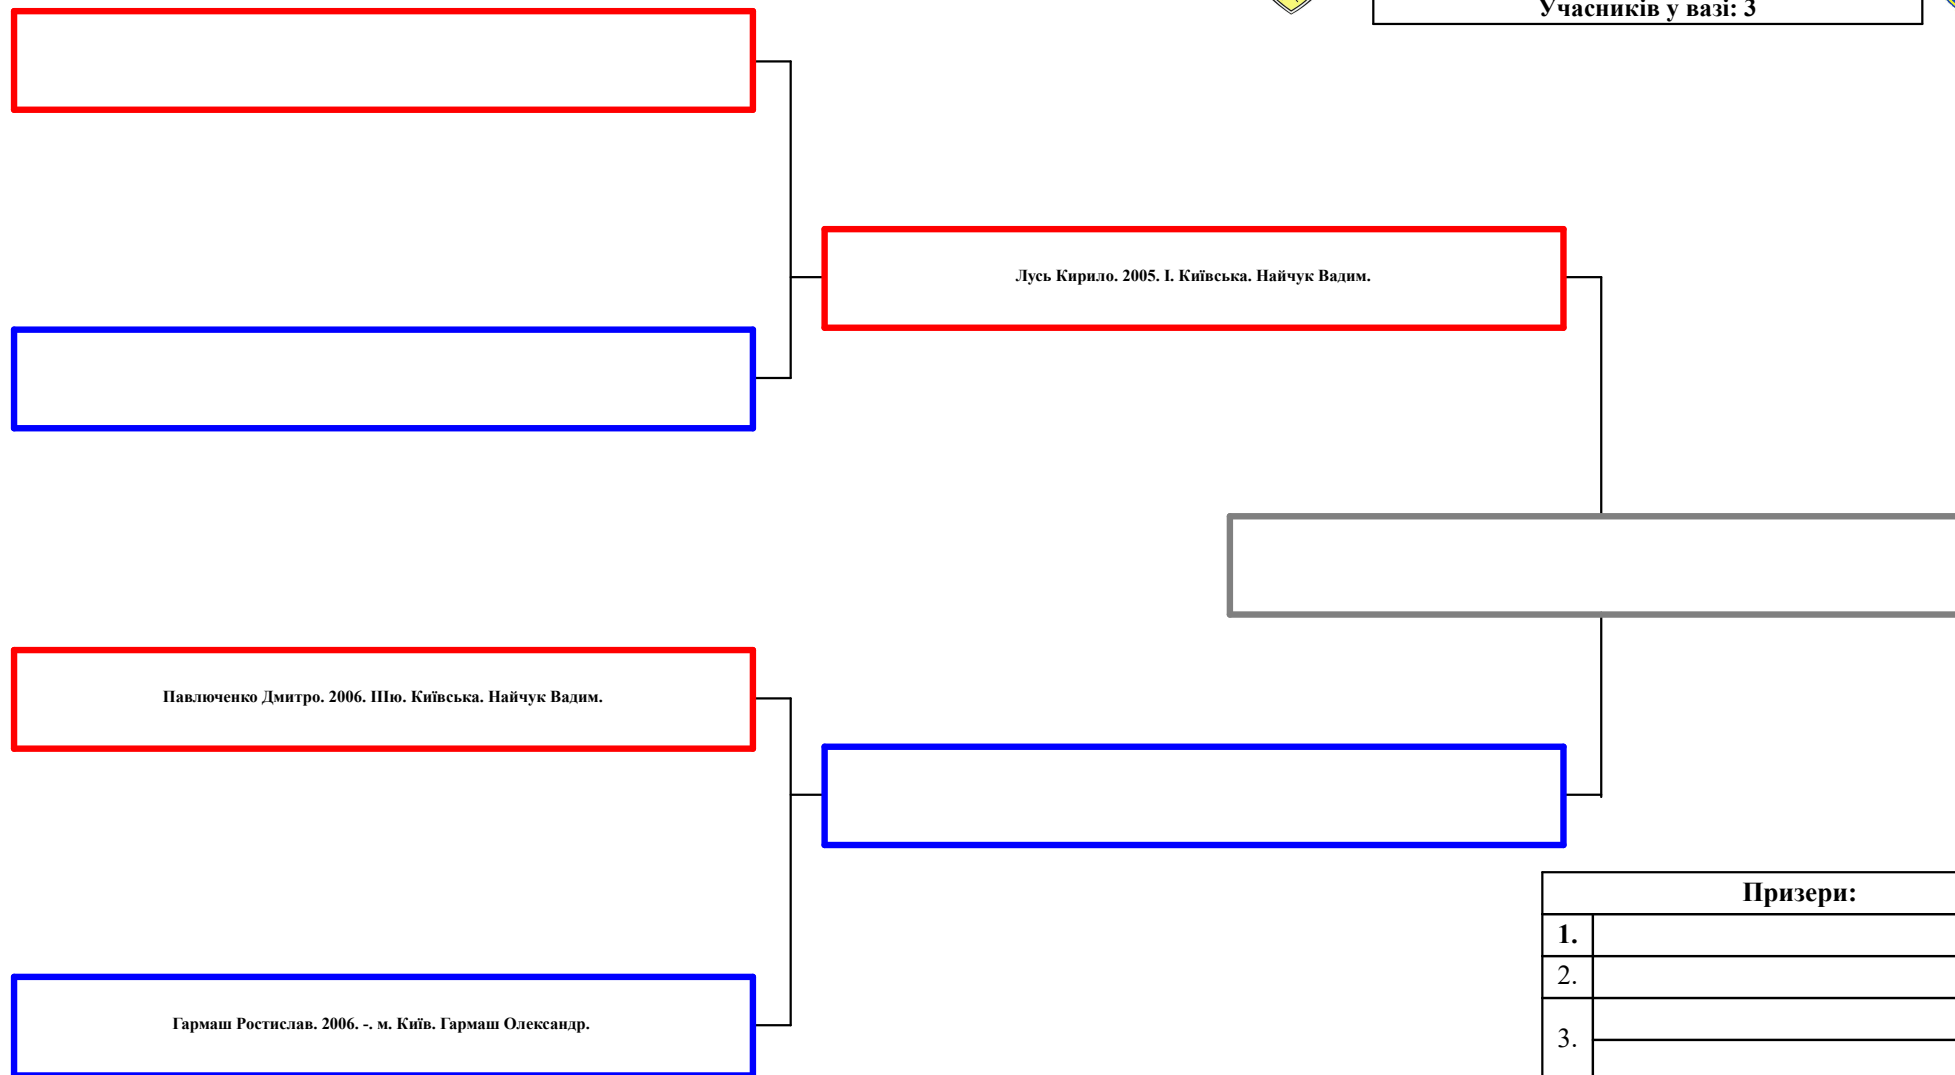 Учасників у вазі: 3
Лусь Кирило. 2005. І. Київська. Найчук Вадим.
Павлюченко Дмитро. 2006. ІІІю. Київська. Найчук Вадим.
Гармаш Ростислав. 2006. -. м. Київ. Гармаш Олександр.
Призери:
1.
2.
3.